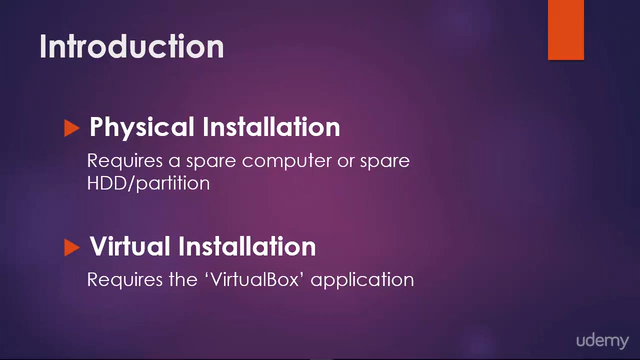 Introduction
Physical Installation
Requires a spare computer or spare
HDD/partition
Virtual Installation
Requires the ‘VirtualBox’ application
udemy